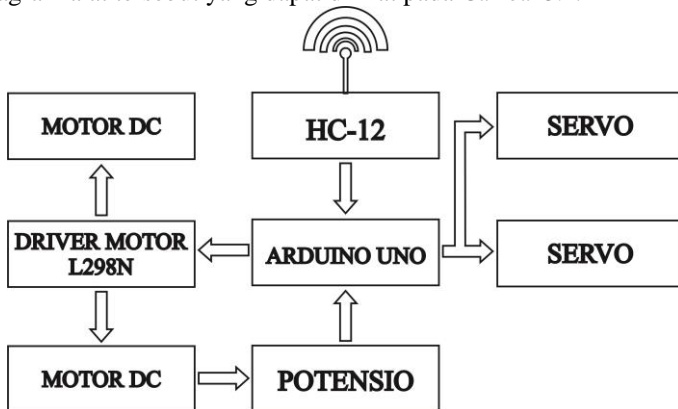 HC-12
MOTOR DC
SERVO
DRIVER MOTOR
L298N
ARDUINO UNO
SERVO
MOTOR DC
POTENSIO